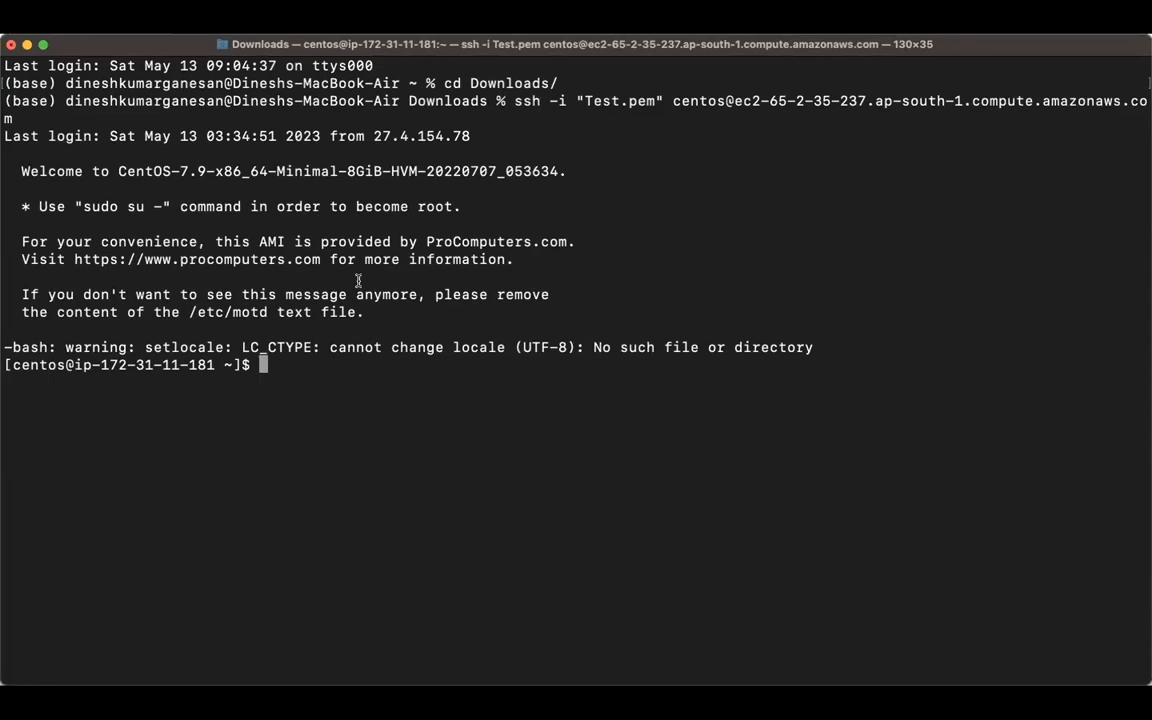 Downloads — centos@ip-172-31-11-181:~ — ssh -i Test.pem centos@ec2-65-2-35-237.ap-south-1.compute.amazonaws.com — 130×35
Last login: Sat May 13 09:04:37 on ttys000
(base) dineshkumarganesan@Dineshs-MacBook-Air ~ % cd Downloads/
(base) dineshkumarganesan@Dineshs-MacBook-Air Downloads % ssh -i "Test.pem" centos@ec2-65-2-35-237.ap-south-1.compute.amazonaws.co
m
Last login: Sat May 13 03:34:51 2023 from 27.4.154.78
Welcome to CentOS-7.9-x86_64-Minimal-8GiB-HVM-20220707_053634.
* Use "sudo su -" command in order to become root.
For your convenience, this AMI is provided by ProComputers.com.
Visit https://www.procomputers.com for more information.
If you don't want to see this message anymore, please remove
the content of the /etc/motd text file.
-bash: warning: setlocale: LC_CTYPE: cannot change locale (UTF-8): No such file or directory
[centos@ip-172-31-11-181 ~]$